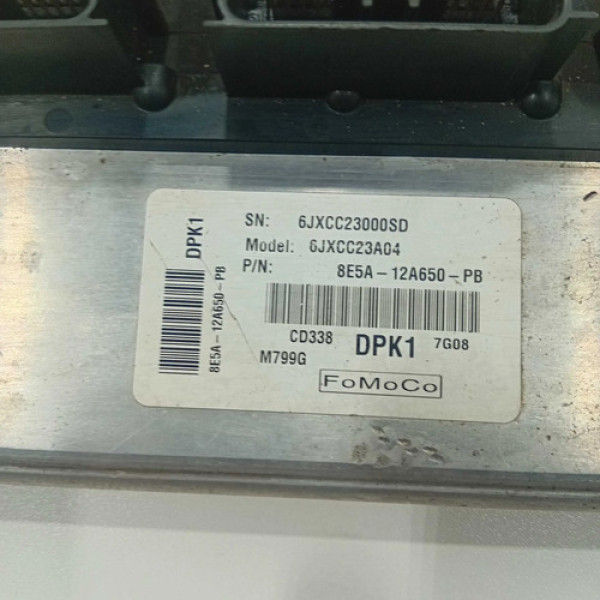 SN: 6JXCC23000SD
Model: 6JXCC23A04
P/N: 8E5A-12A650-PB
CD338 DPK1 7G08
M799G
FoMoCo
DPK1
8E5A-12A650-PB